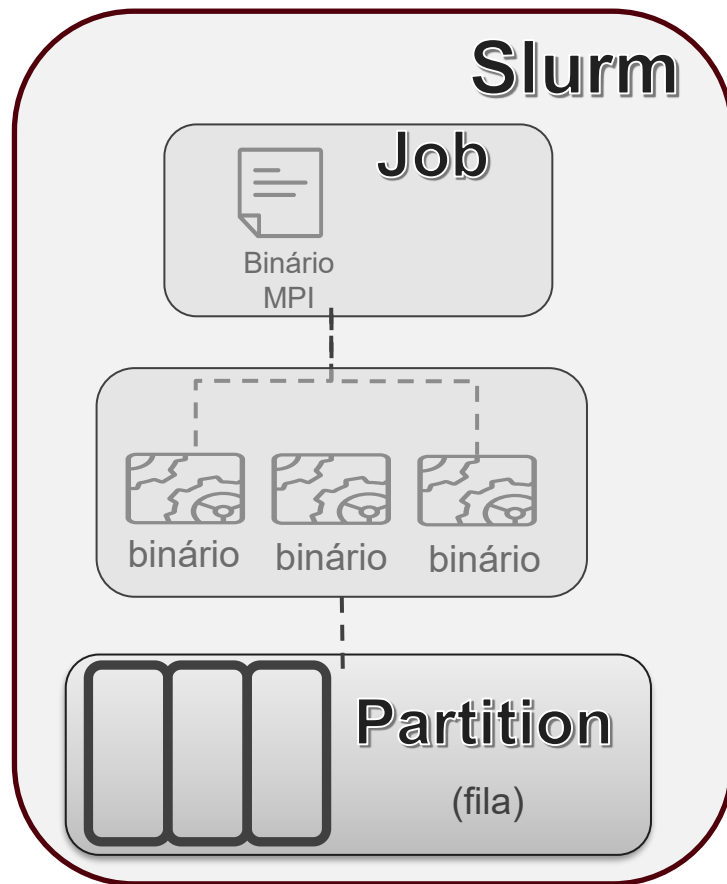 Slurm
Job
Binário
MPI
binário
binário
binário
Partition
(fila)